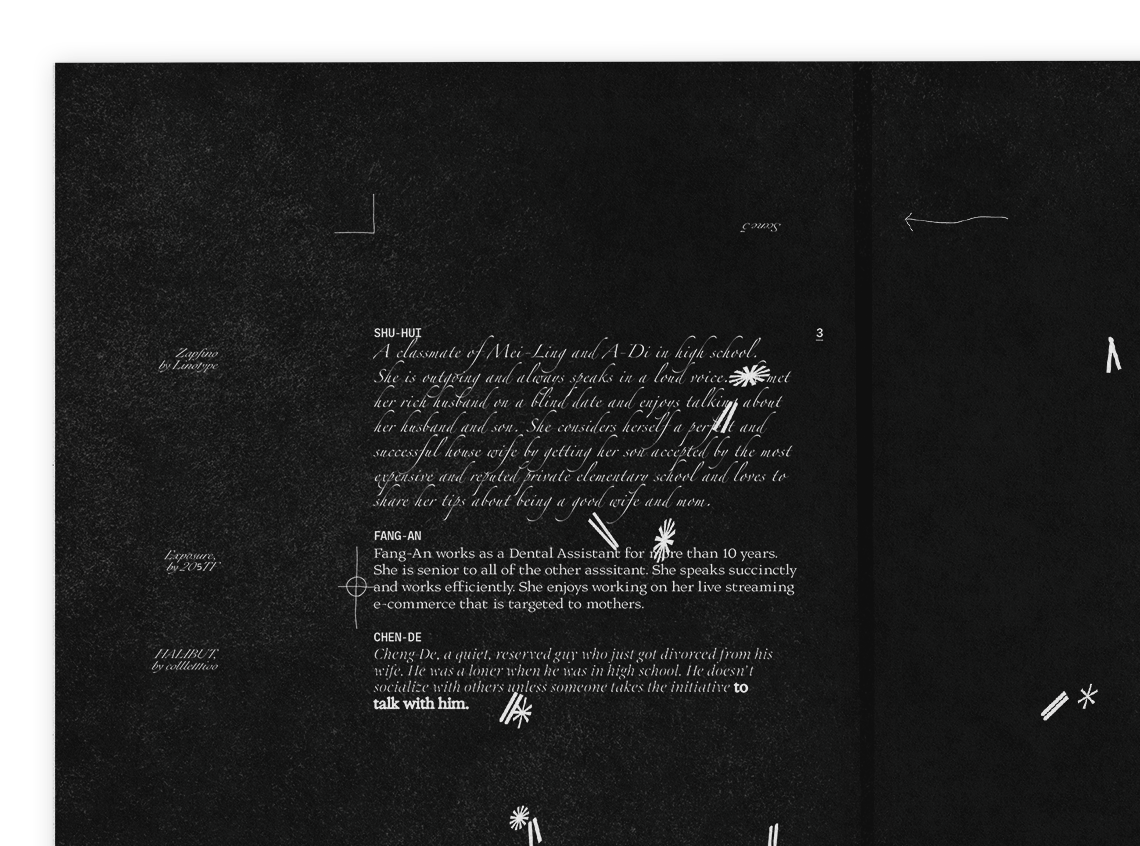 Scene 5
SHU-HUI
3
A classmate of Mei-Ling and A-Di in high school.
She is outgoing and always speaks in a loud voice. met
her rich husband on a blind date and enjoys talking about
her husband and son. She considers herself a perfect and
successful house wife by getting her son accepted by the most
expensive and reputed private elementary school and loves to
share her tips about being a good wife and mom.
Zapfino
by Linotype
FANG-AN
Fang-An works as a Dental Assistant for more than 10 years.
She is senior to all of the other asssitant. She speaks succinctly
and works efficiently. She enjoys working on her live streaming
e-commerce that is targeted to mothers.
Exposure,
by 205TF
CHEN-DE
Cheng-De, a quiet, reserved guy who just got divorced from his
wife. He was a loner when he was in high school. He doesn't
socialize with others unless someone takes the initiative to
talk with him.
HALIBUT,
by